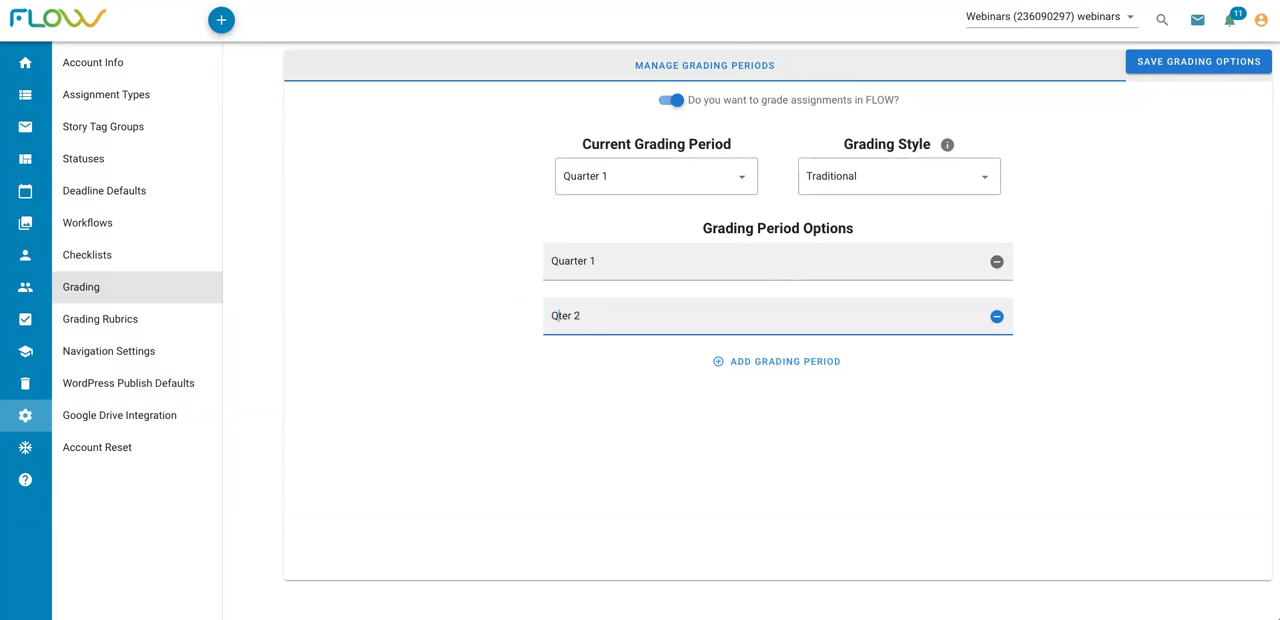 FLOW
Webinars (236090297) webinars
11
Account Info
Assignment Types
Story Tag Groups
Statuses
Deadline Defaults
Workflows
Checklists
Grading
Grading Rubrics
Navigation Settings
WordPress Publish Defaults
Google Drive Integration
Account Reset
MANAGE GRADING PERIODS
SAVE GRADING OPTIONS
Do you want to grade assignments in FLOW?
Current Grading Period
Quarter 1
Grading Style
Traditional
Grading Period Options
Quarter 1
Qter 2
ADD GRADING PERIOD